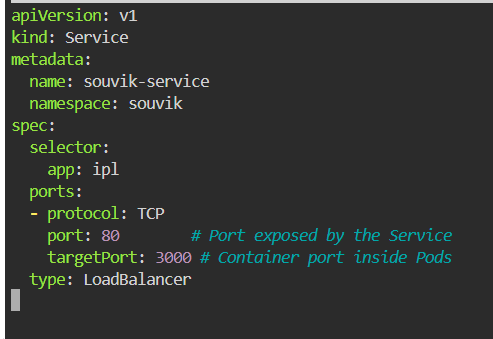 apiVersion: v1
kind: Service
metadata:
  name: souvik-service
  namespace: souvik
spec:
  selector:
    app: ipl
  ports:
  - protocol: TCP
    port: 80        # Port exposed by the Service
    targetPort: 3000 # Container port inside Pods
  type: LoadBalancer